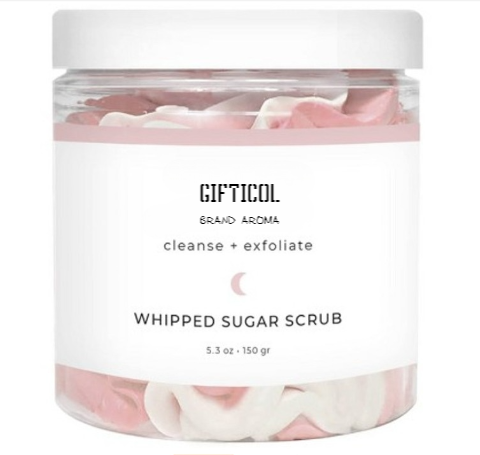 GIFTICOL
BRAND AROMA
cleanse + exfoliate
WHIPPED SUGAR SCRUB
5.3 oz • 150 gr